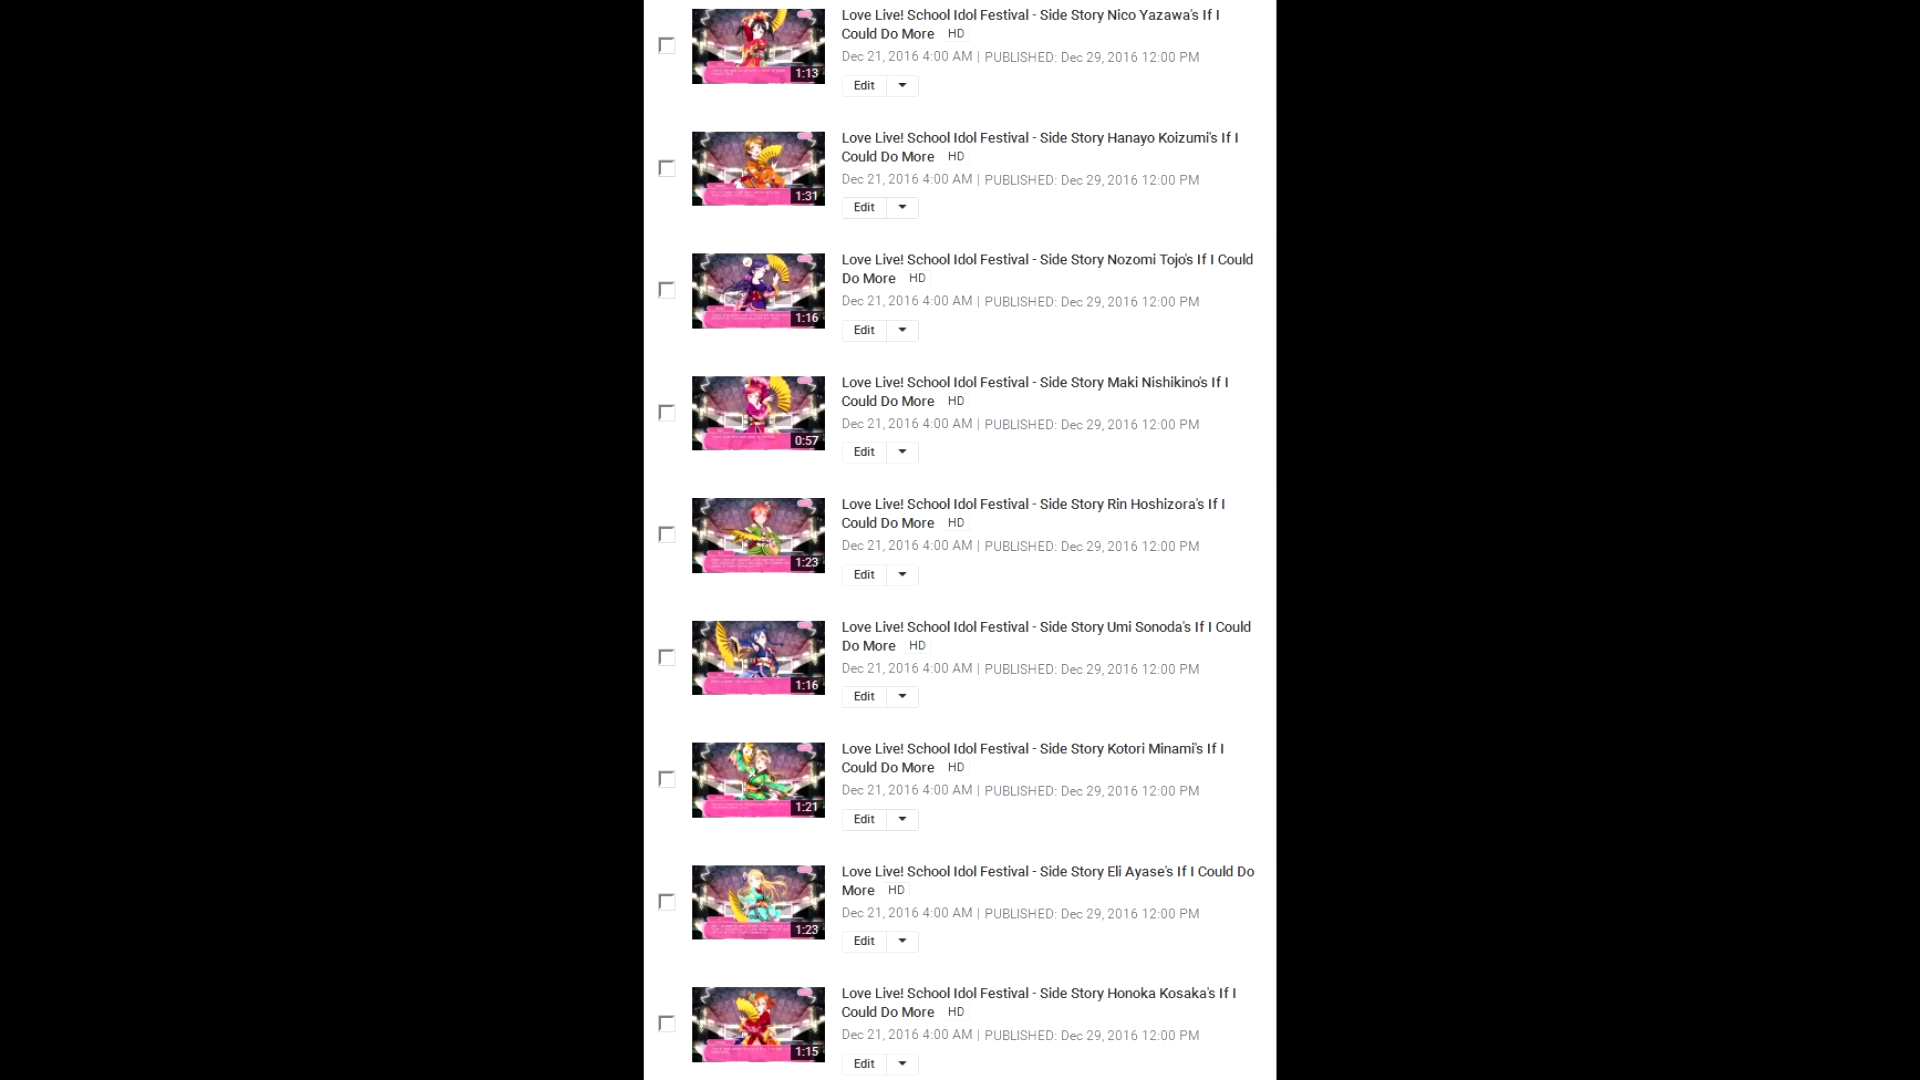 Love Live! School Idol Festival - Side Story Nico Yazawa's If I
Could Do More HD
Dec 21, 2016 4:00 AM | PUBLISHED: Dec 29, 2016 12:00 PM
1:13
Edit
Love Live! School Idol Festival - Side Story Hanayo Koizumi's If I
Could Do More HD
Dec 21, 2016 4:00 AM | PUBLISHED: Dec 29, 2016 12:00 PM
1:31
Edit
Love Live! School Idol Festival - Side Story Nozomi Tojo's If I Could
Do More HD
Dec 21, 2016 4:00 AM | PUBLISHED: Dec 29, 2016 12:00 PM
1:16
Edit
Love Live! School Idol Festival - Side Story Maki Nishikino's If I
Could Do More HD
Dec 21, 2016 4:00 AM | PUBLISHED: Dec 29, 2016 12:00 PM
0:57
Edit
Love Live! School Idol Festival - Side Story Rin Hoshizora's If I
Could Do More HD
Dec 21, 2016 4:00 AM | PUBLISHED: Dec 29, 2016 12:00 PM
1:23
Edit
Love Live! School Idol Festival - Side Story Umi Sonoda's If I Could
Do More HD
Dec 21, 2016 4:00 AM | PUBLISHED: Dec 29, 2016 12:00 PM
1:16
Edit
Love Live! School Idol Festival - Side Story Kotori Minami's If I
Could Do More HD
Dec 21, 2016 4:00 AM | PUBLISHED: Dec 29, 2016 12:00 PM
1:21
Edit
Love Live! School Idol Festival - Side Story Eli Ayase's If I Could Do
More HD
Dec 21, 2016 4:00 AM | PUBLISHED: Dec 29, 2016 12:00 PM
1:23
Edit
Love Live! School Idol Festival - Side Story Honoka Kosaka's If I
Could Do More HD
Dec 21, 2016 4:00 AM | PUBLISHED: Dec 29, 2016 12:00 PM
1:15
Edit